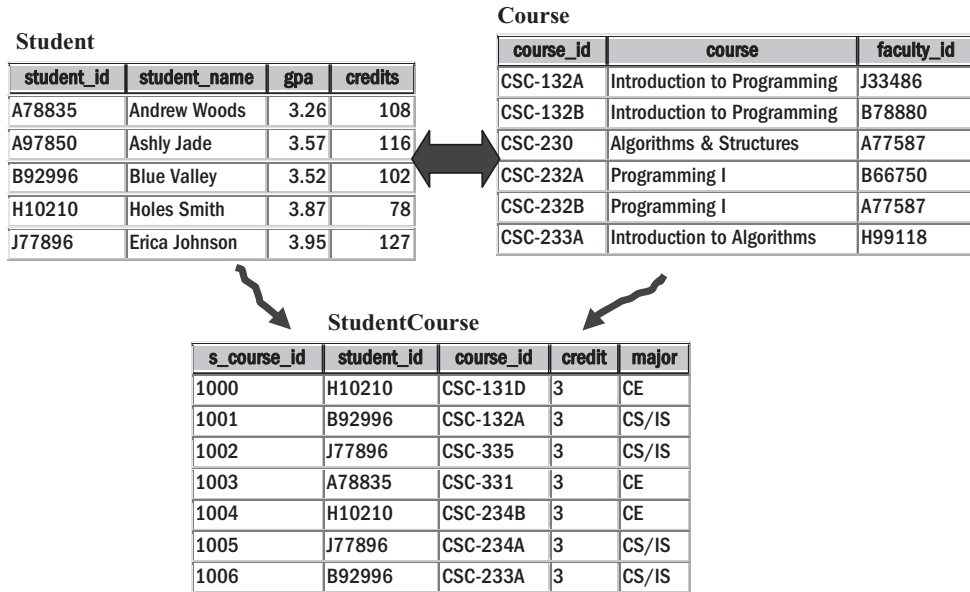 Student
student_id student_name gpa credits
A78835 Andrew Woods 3.26 108
A97850 Ashly Jade 3.57 116
B92996 Blue Valley 3.52 102
H10210 Holes Smith 3.87 78
J77896 Erica Johnson 3.95 127
Course
course_id course faculty_id
CSC-132A Introduction to Programming J33486
CSC-132B Introduction to Programming B78880
CSC-230 Algorithms & Structures A77587
CSC-232A Programming I B66750
CSC-232B Programming I A77587
CSC-233A Introduction to Algorithms H99118
StudentCourse
s_course_id student_id course_id credit major
1000 H10210 CSC-131D 3 CE
1001 B92996 CSC-132A 3 CS/IS
1002 J77896 CSC-335 3 CS/IS
1003 A78835 CSC-331 3 CE
1004 H10210 CSC-234B 3 CE
1005 J77896 CSC-234A 3 CS/IS
1006 B92996 CSC-233A 3 CS/IS